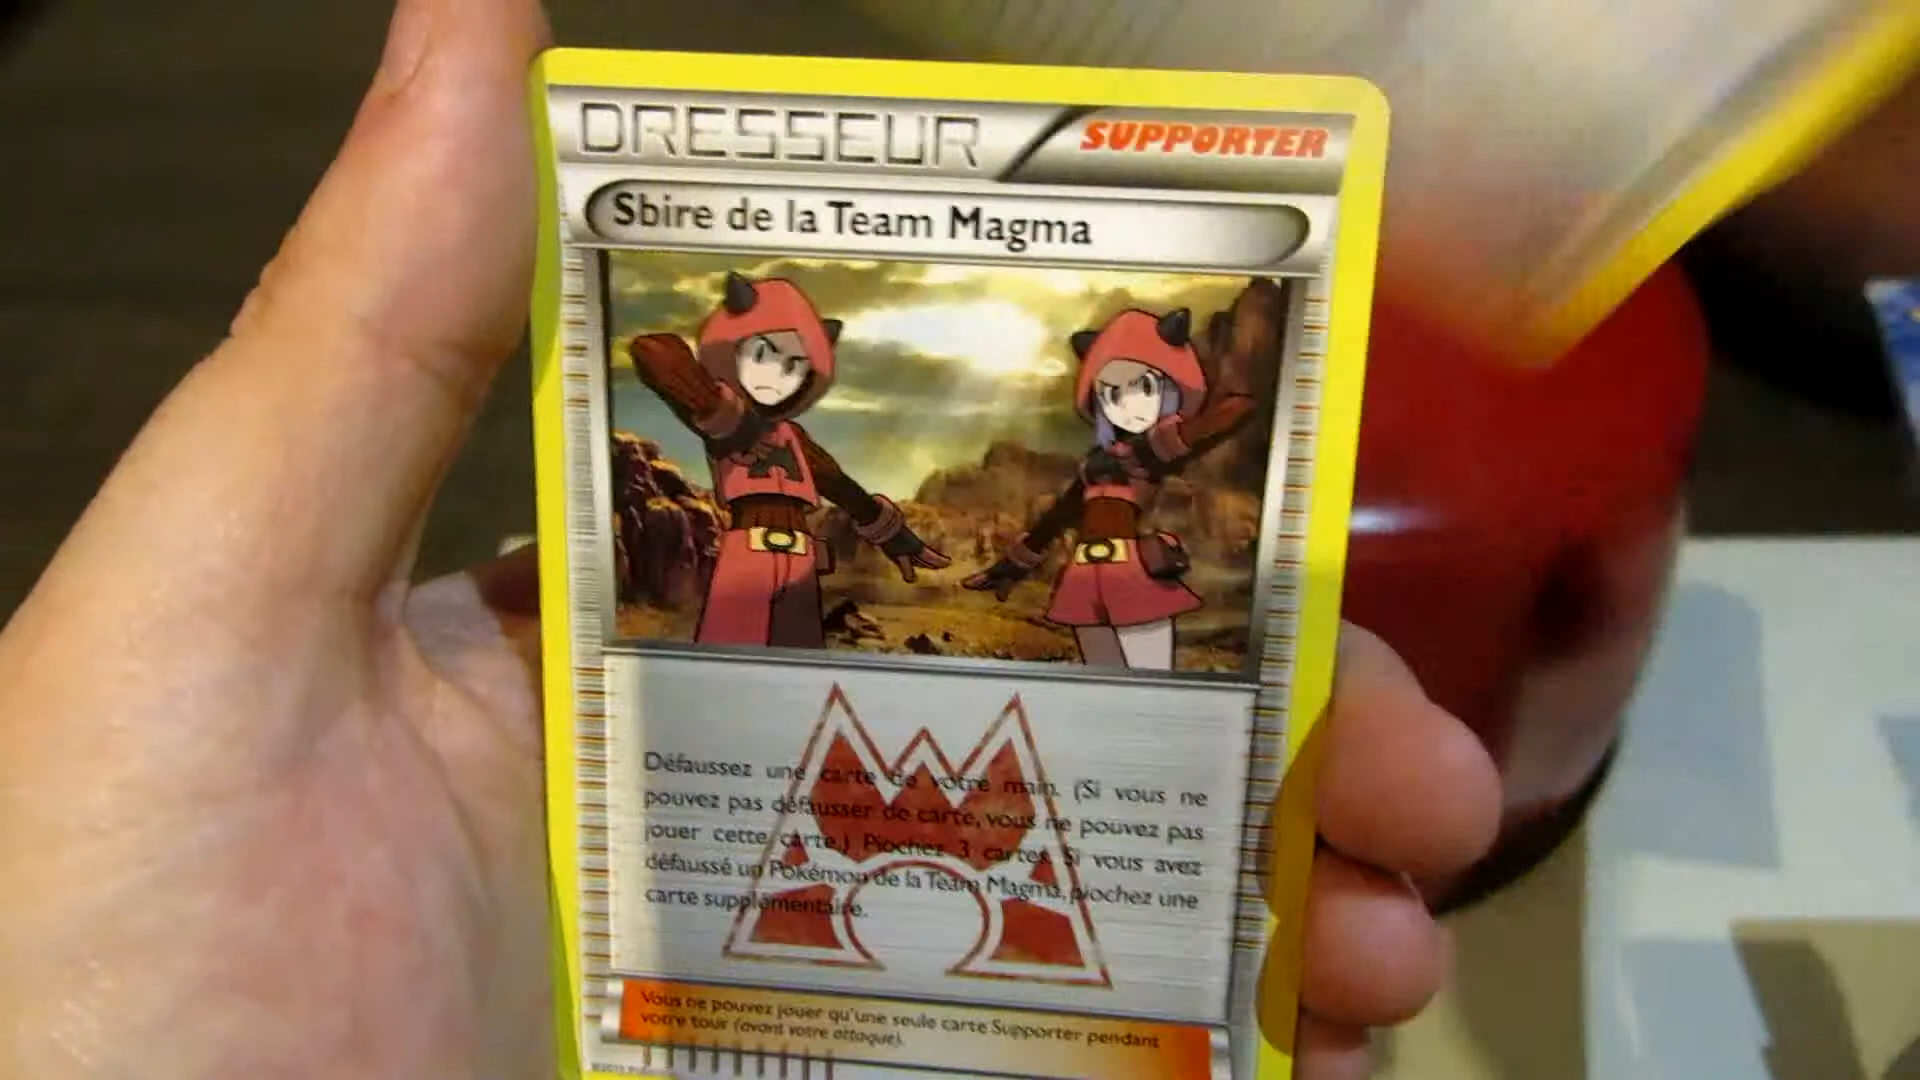 DRESSEUR
SUPPORTER
Sbire de la Team Magma
Défaussez une carte de votre main. (Si vous ne
pouvez pas défausser de carte, vous ne pouvez pas
jouer cette carte.) Piochez 3 cartes. Si vous avez
défaussé un Pokémon de la Team Magma, piochez une
carte supplémentaire.
Vous ne pouvez jouer qu'une seule carte Supporter pendant
votre tour (avant votre attaque).